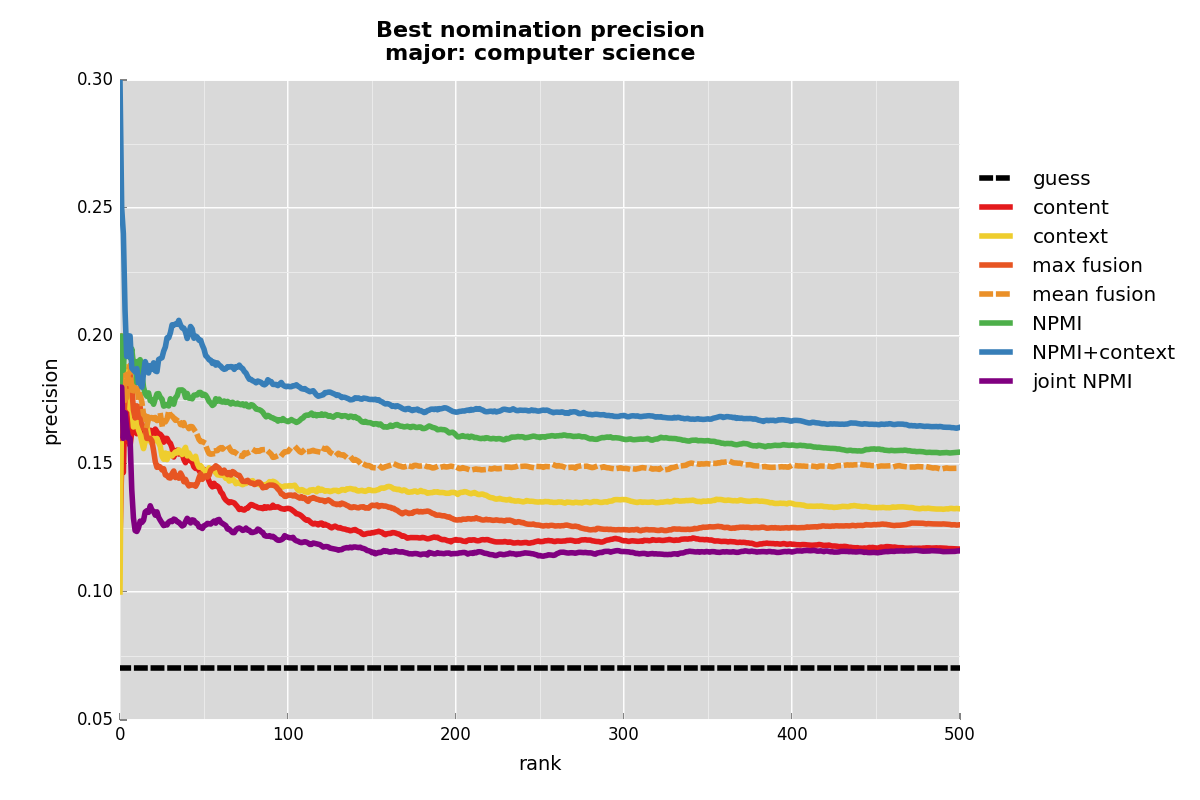 Best nomination precision
major: computer science
precision
0.30
0.25
0.20
0.15
0.10
0.05
0
100
200
300
400
500
rank
guess
content
context
max fusion
mean fusion
NPMI
NPMI+context
joint NPMI